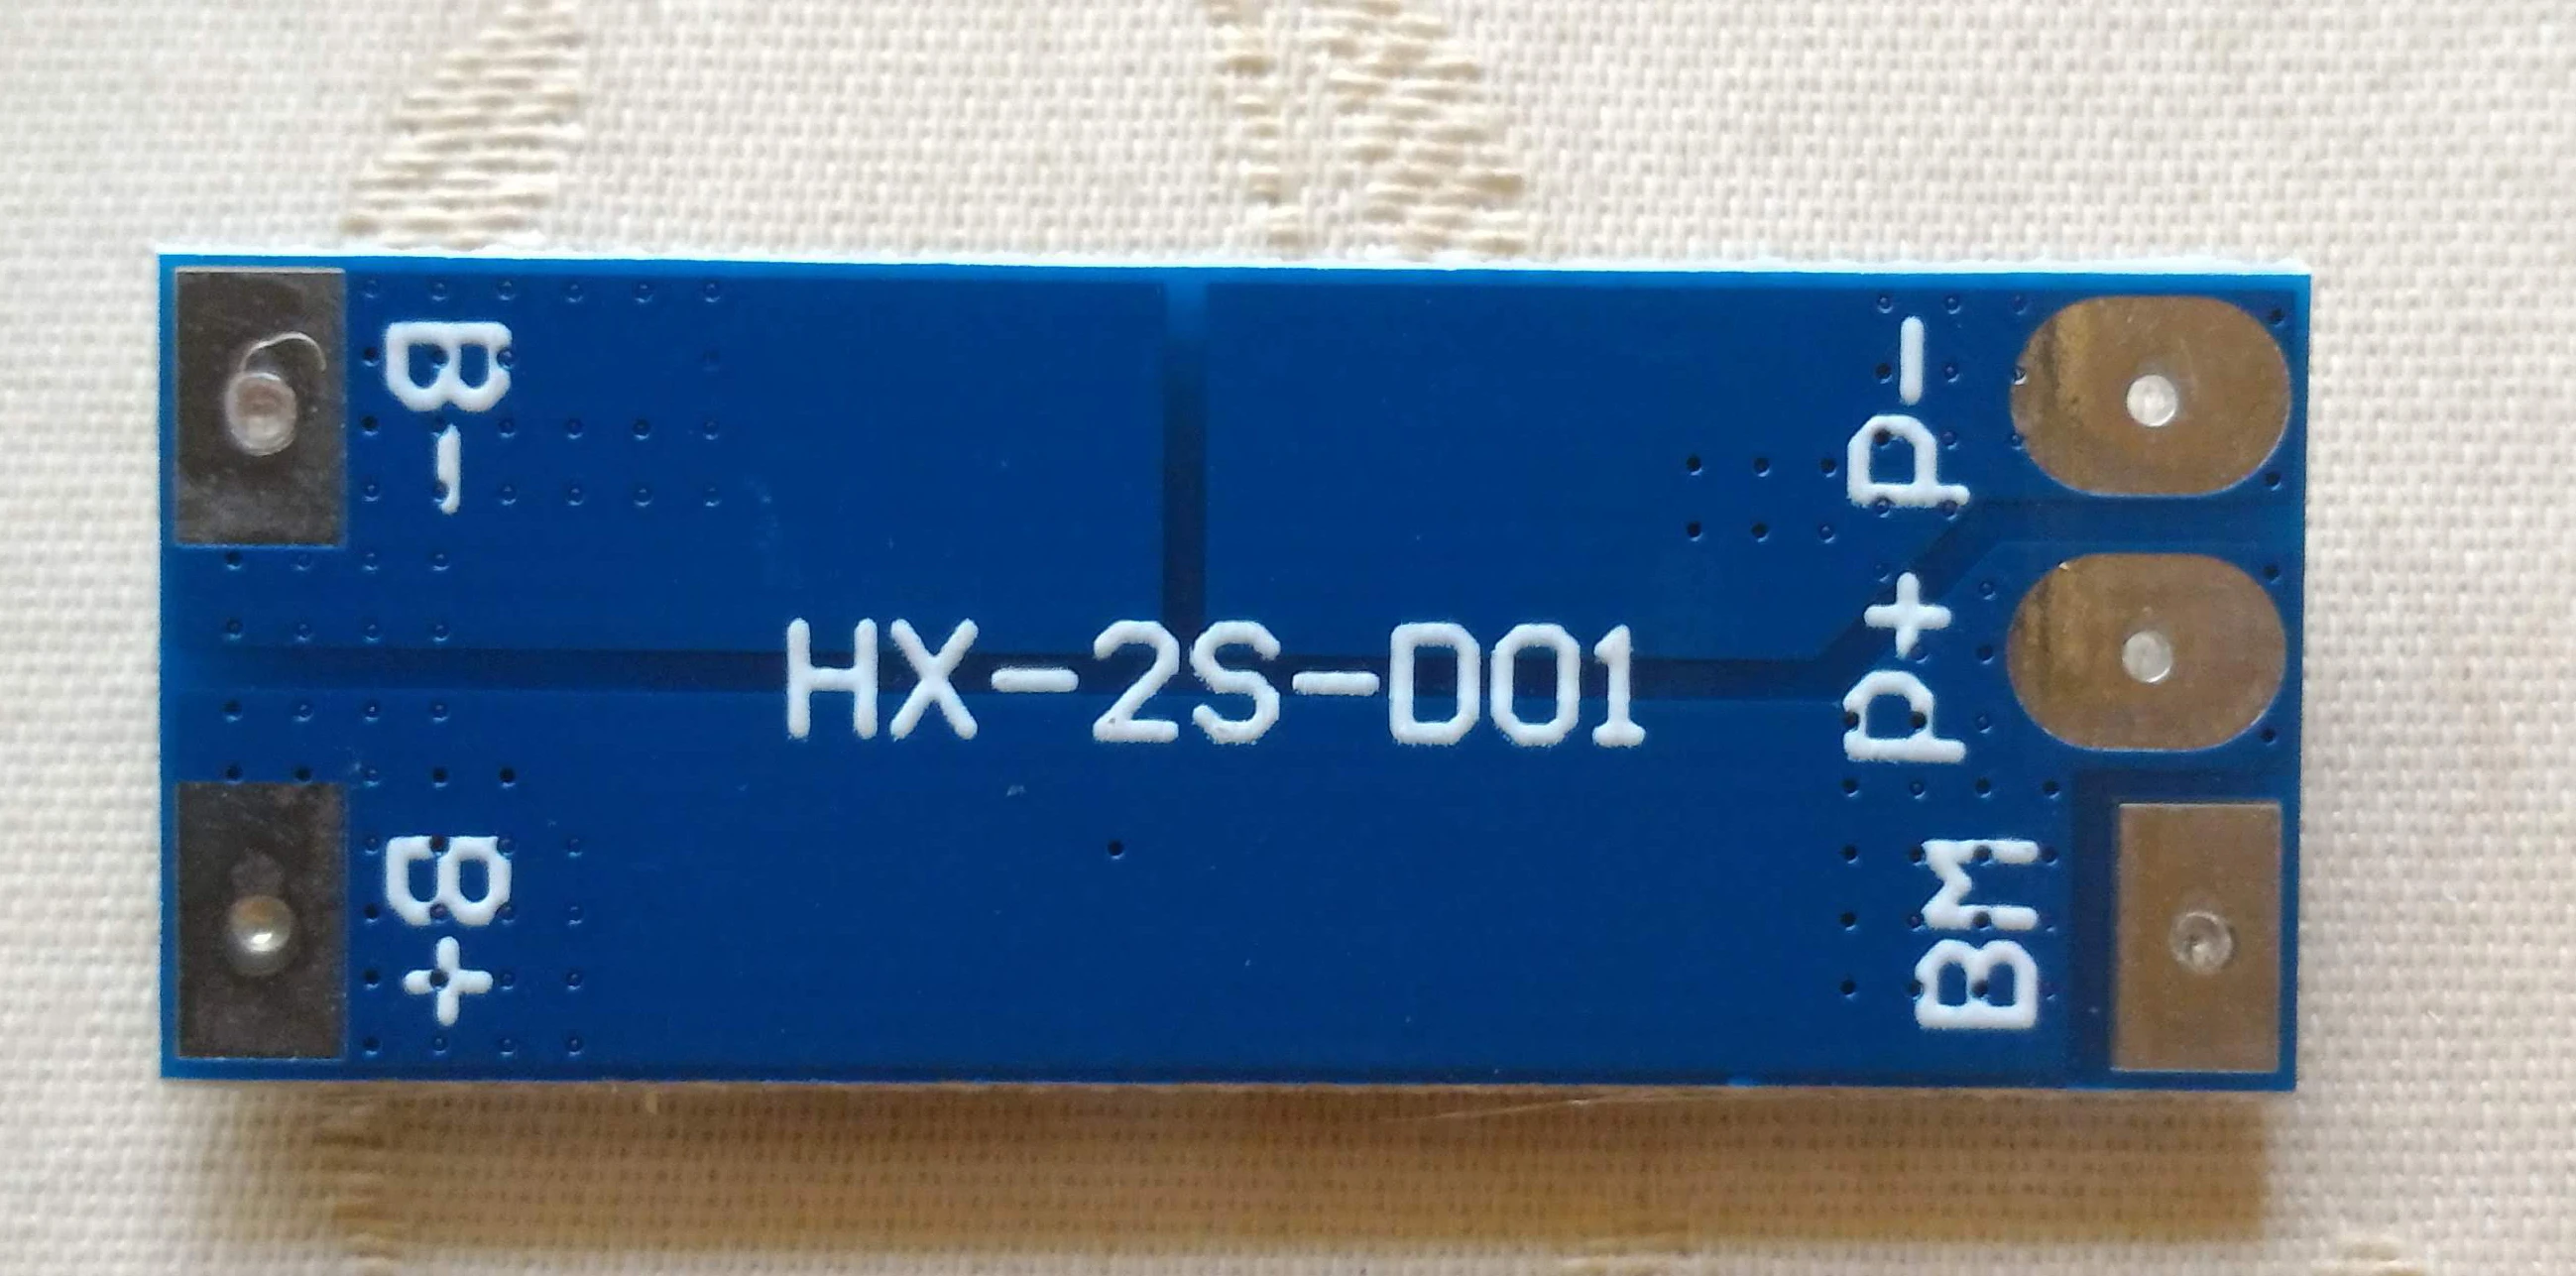 B-
P-
HX-2S-D01
P+
B+
BM